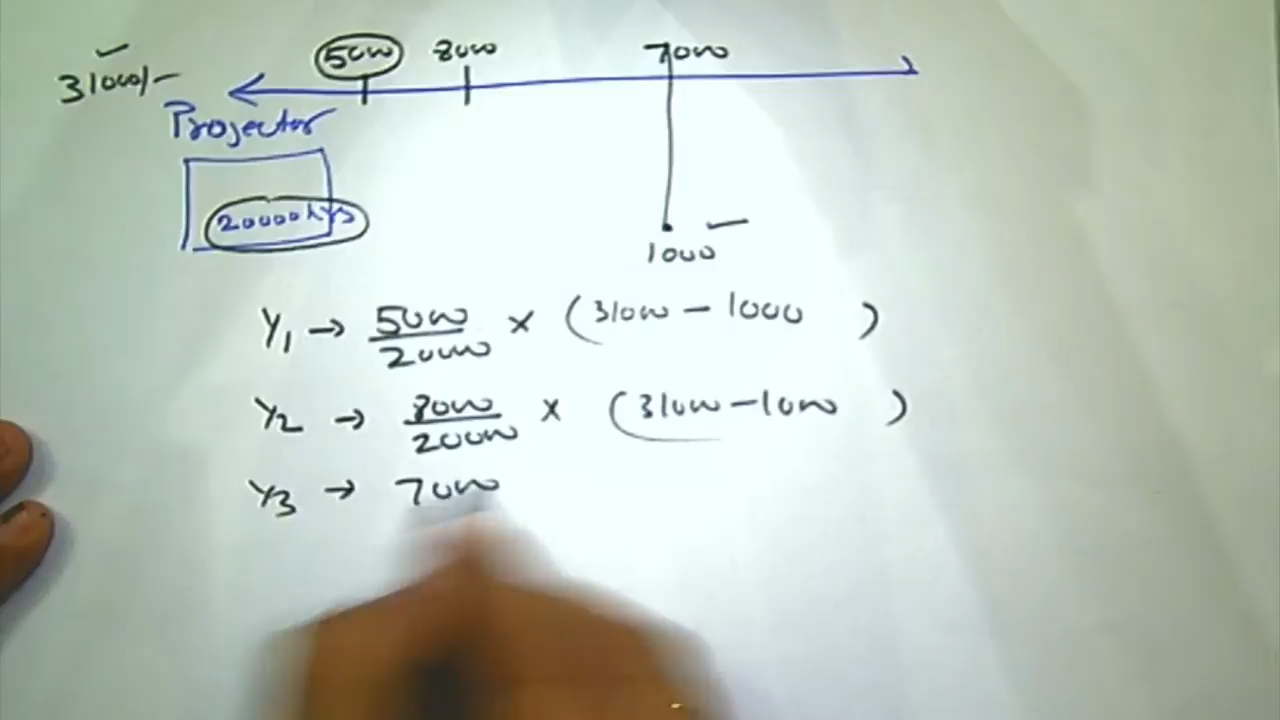 31000/-
5000 8000 7000
Projector
20000 hrs
1000
Y1 → 5000/20000 × (31000 - 1000 )
Y2 → 8000/20000 × (31000 - 1000 )
Y3 → 7000